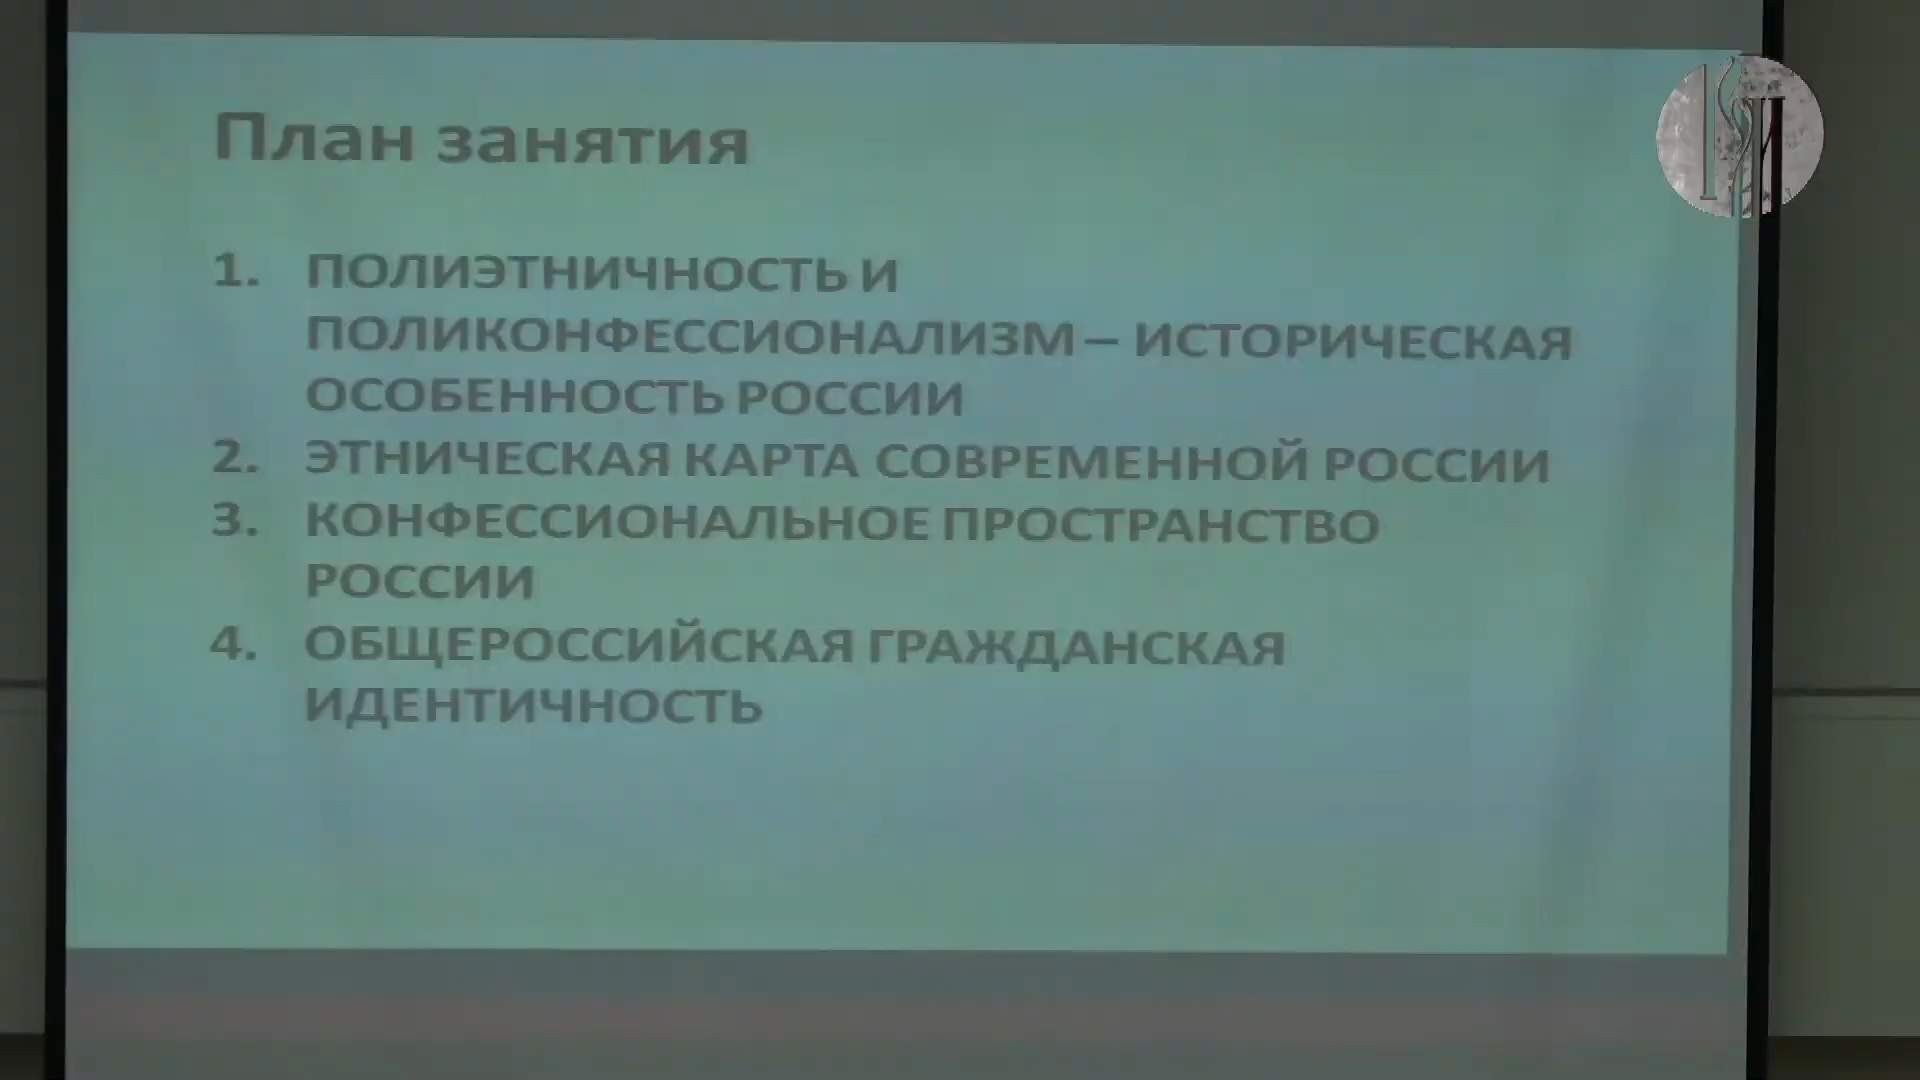 План занятия
1. ПОЛИЭТНИЧНОСТЬ И
ПОЛИКОНФЕССИОНАЛИЗМ – ИСТОРИЧЕСКАЯ
ОСОБЕННОСТЬ РОССИИ
2. ЭТНИЧЕСКАЯ КАРТА СОВРЕМЕННОЙ РОССИИ
3. КОНФЕССИОНАЛЬНОЕ ПРОСТРАНСТВО
РОССИИ
4. ОБЩЕРОССИЙСКАЯ ГРАЖДАНСКАЯ
ИДЕНТИЧНОСТЬ